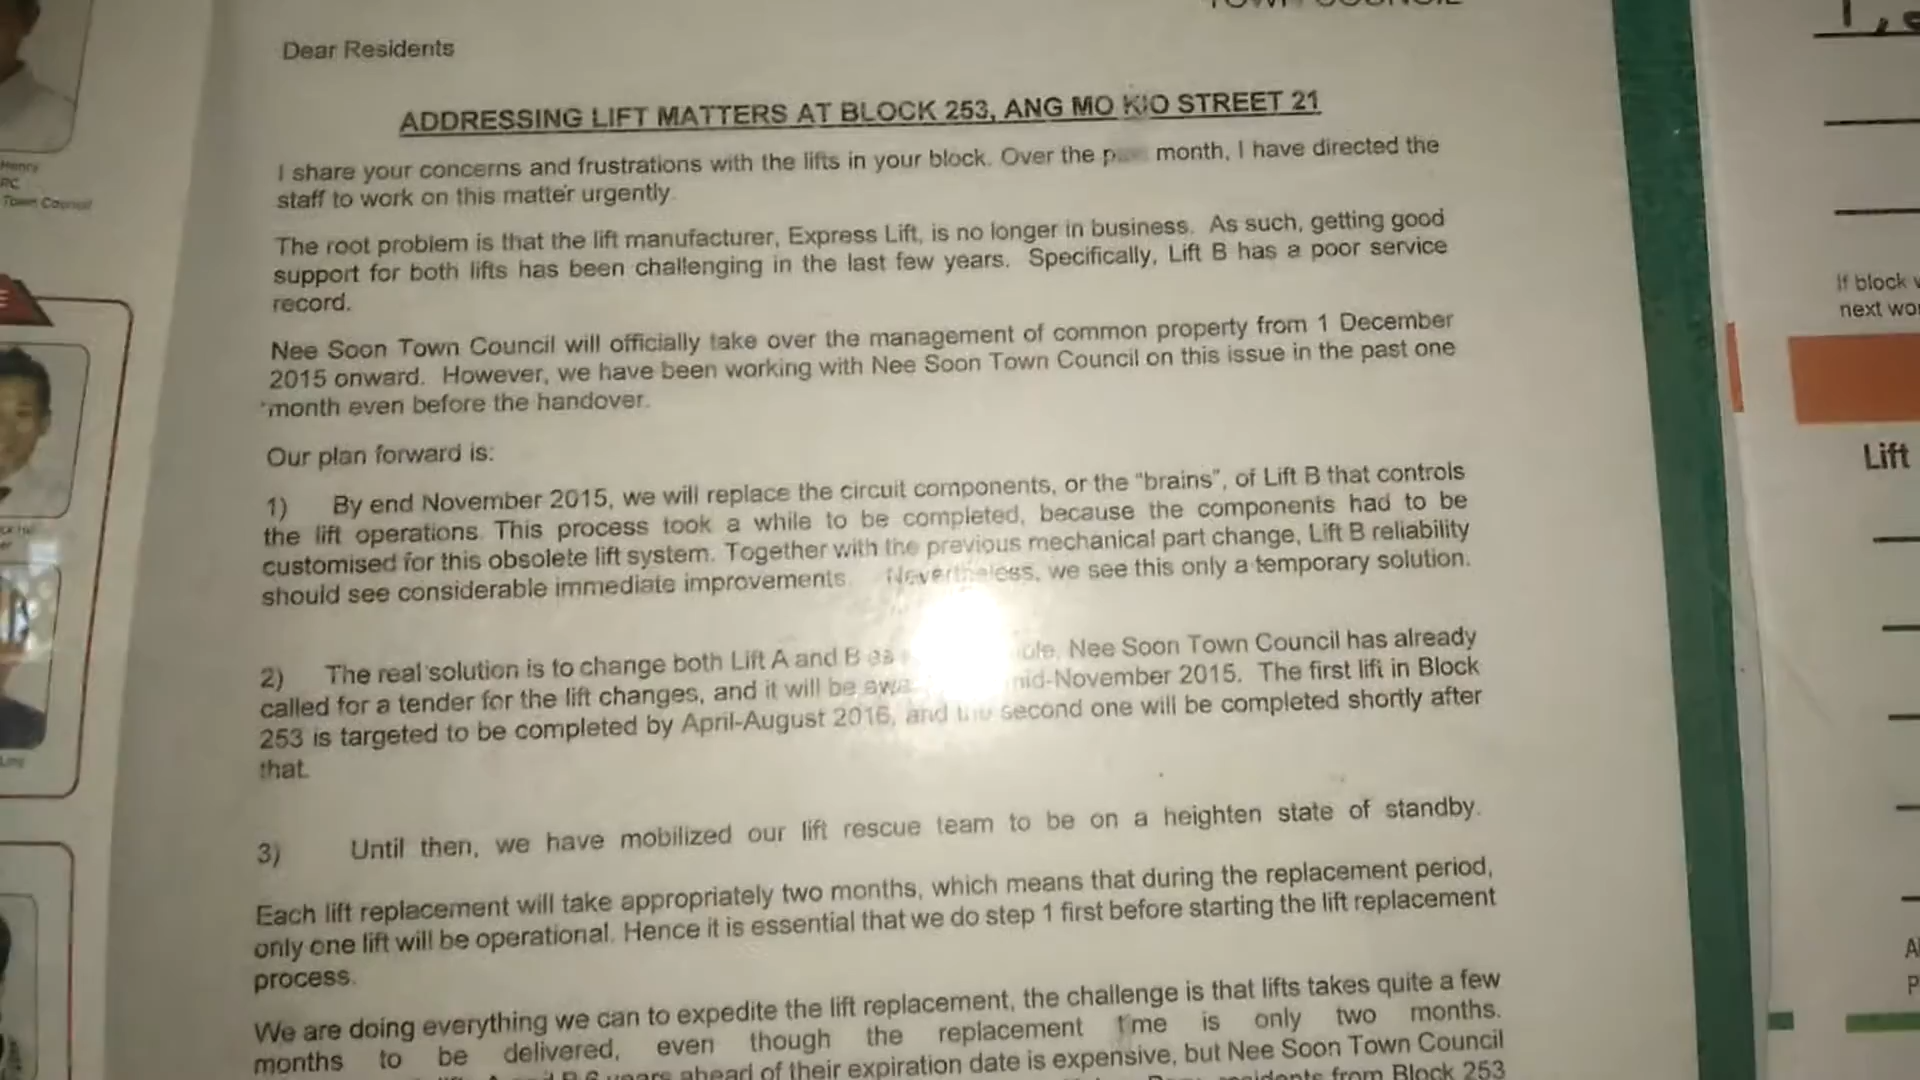 TOWN COUNCIL
Dear Residents
ADDRESSING LIFT MATTERS AT BLOCK 253, ANG MO KIO STREET 21
I share your concerns and frustrations with the lifts in your block. Over the month, I have directed the
staff to work on this matter urgently.
The root problem is that the lift manufacturer, Express Lift, is no longer in business. As such, getting good
support for both lifts has been challenging in the last few years. Specifically, Lift B has a poor service
record.
Nee Soon Town Council will officially take over the management of common property from 1 December
2015 onward. However, we have been working with Nee Soon Town Council on this issue in the past one
month even before the handover.
Our plan forward is:
1) By end November 2015, we will replace the circuit components, or the "brains", of Lift B that controls
the lift operations. This process took a while to be completed, because the components had to be
customised for this obsolete lift system. Together with the previous mechanical part change, Lift B reliability
should see considerable immediate improvements. Nevertheless, we see this only a temporary solution.
2) The real solution is to change both Lift A and B as Nee Soon Town Council has already
called for a tender for the lift changes, and it will be mid-November 2015. The first lift in Block
253 is targeted to be completed by April-August 2016, and the second one will be completed shortly after
that.
3) Until then, we have mobilized our lift rescue team to be on a heighten state of standby.
Each lift replacement will take appropriately two months, which means that during the replacement period,
only one lift will be operational. Hence it is essential that we do step 1 first before starting the lift replacement
process.
We are doing everything we can to expedite the lift replacement, the challenge is that lifts takes quite a few
months to be delivered, even though the replacement time is only two months.
B 6 years ahead of their expiration date is expensive, but Nee Soon Town Council
residents from Block 253
Henry
Town Council
If block
next
Lift